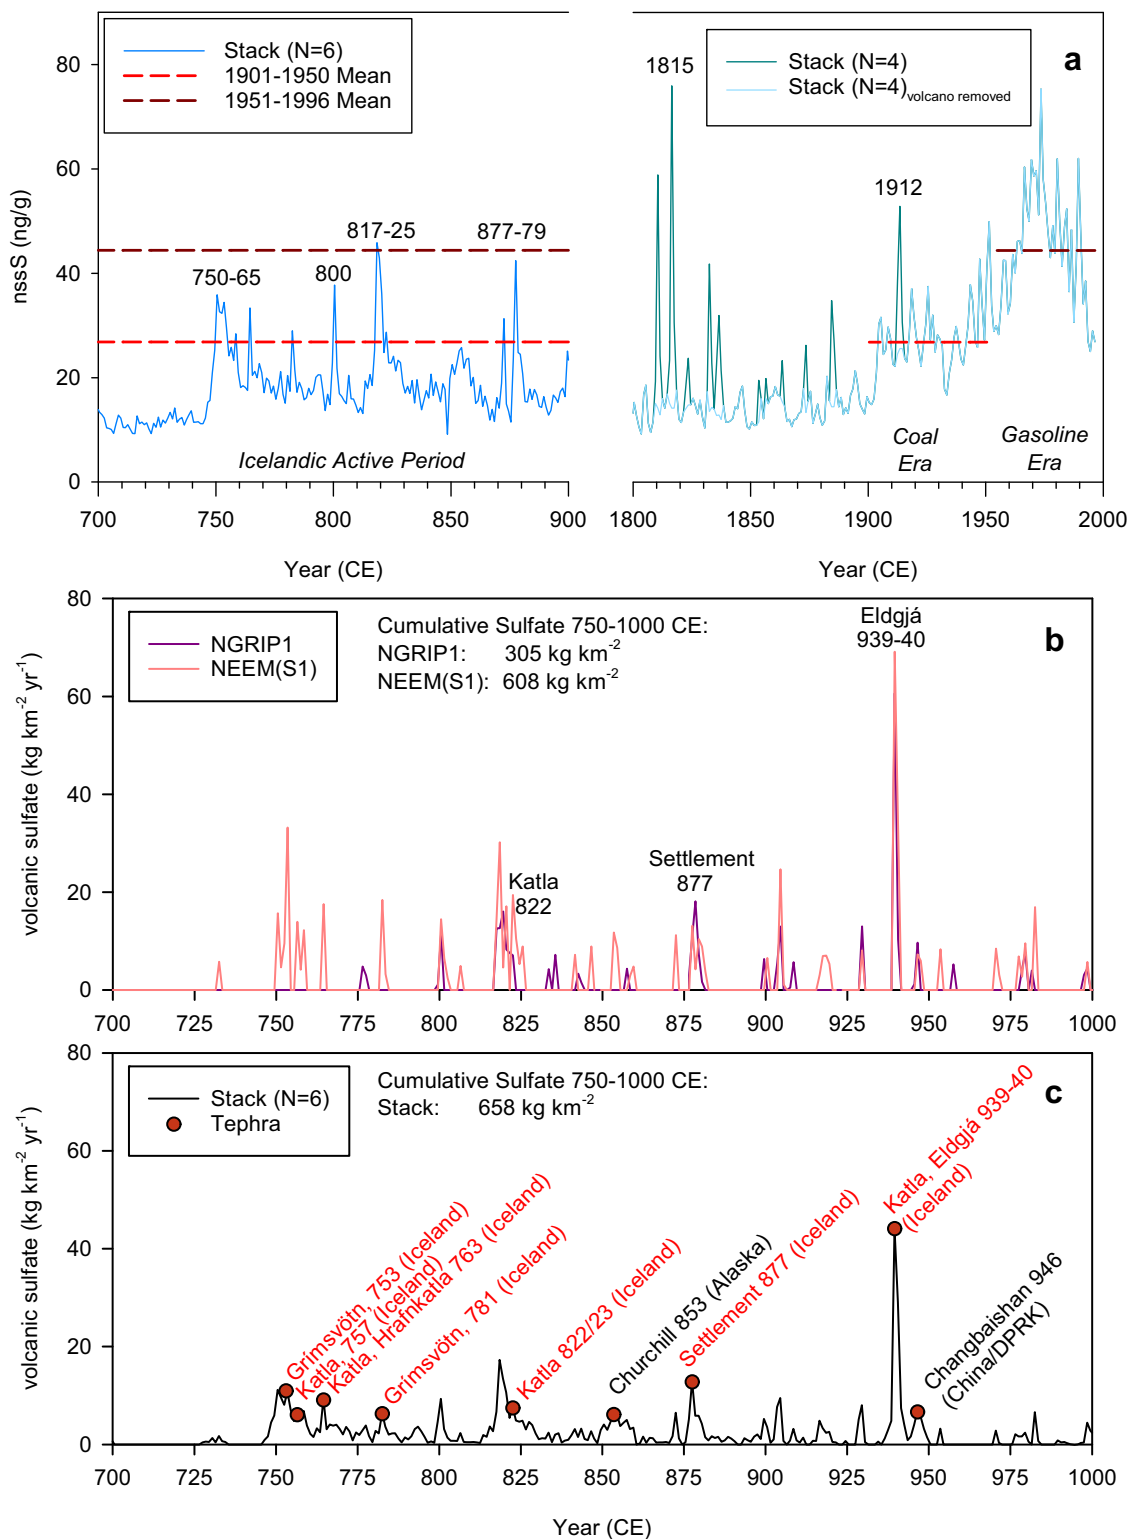 80
60
40
20
0
nssS (ng/g)
Stack (N=6)
1901-1950 Mean
1951-1996 Mean
750-65
800
817-25
877-79
Icelandic Active Period
700
750
800
850
900
Year (CE)
a
Stack (N=4)
Stack (N=4)volcano removed
1815
1912
Coal
Era
Gasoline
Era
1800
1850
1900
1950
2000
Year (CE)
80
60
40
20
0
volcanic sulfate (kg km-2 yr-1)
NGRIP1
NEEM(S1)
Cumulative Sulfate 750-1000 CE:
NGRIP1: 305 kg km-2
NEEM(S1): 608 kg km-2
Eldgjá
939-40
b
Katla
822
Settlement
877
700
725
750
775
800
825
850
875
900
925
950
975
1000
80
60
40
20
0
volcanic sulfate (kg km-2 yr-1)
Stack (N=6)
Tephra
Cumulative Sulfate 750-1000 CE:
Stack: 658 kg km-2
c
Grímsvötn, 753 (Iceland)
Katla, 757 (Iceland)
Katla, Hrafnkatla 763 (Iceland)
Grímsvötn, 781 (Iceland)
Katla 822/23 (Iceland)
Churchill 853 (Alaska)
Settlement 877 (Iceland)
Katla, Eldgjá 939-40
(Iceland)
Changbaishan 946
(China/DPRK)
700
725
750
775
800
825
850
875
900
925
950
975
1000
Year (CE)